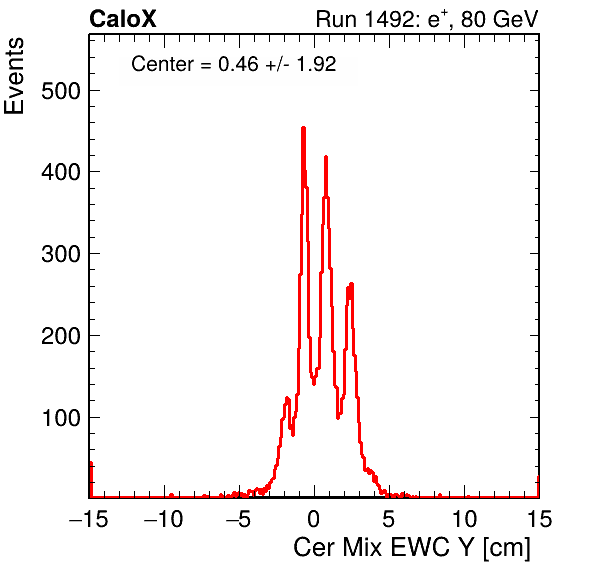 CaloX
Run 1492: e+, 80 GeV
Center = 0.46 +/- 1.92
Events
500
400
300
200
100
−15 −10 −5 0 5 10 15
Cer Mix EWC Y [cm]